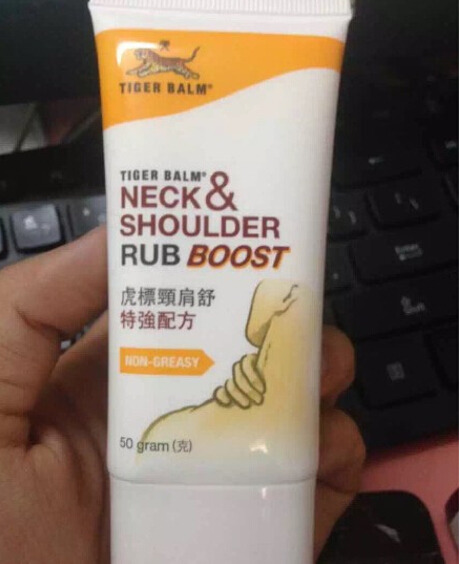 TIGER BALM®
TIGER BALM®
NECK &
SHOULDER
RUB BOOST
虎標頸肩舒
特強配方
NON-GREASY
50 gram (克)